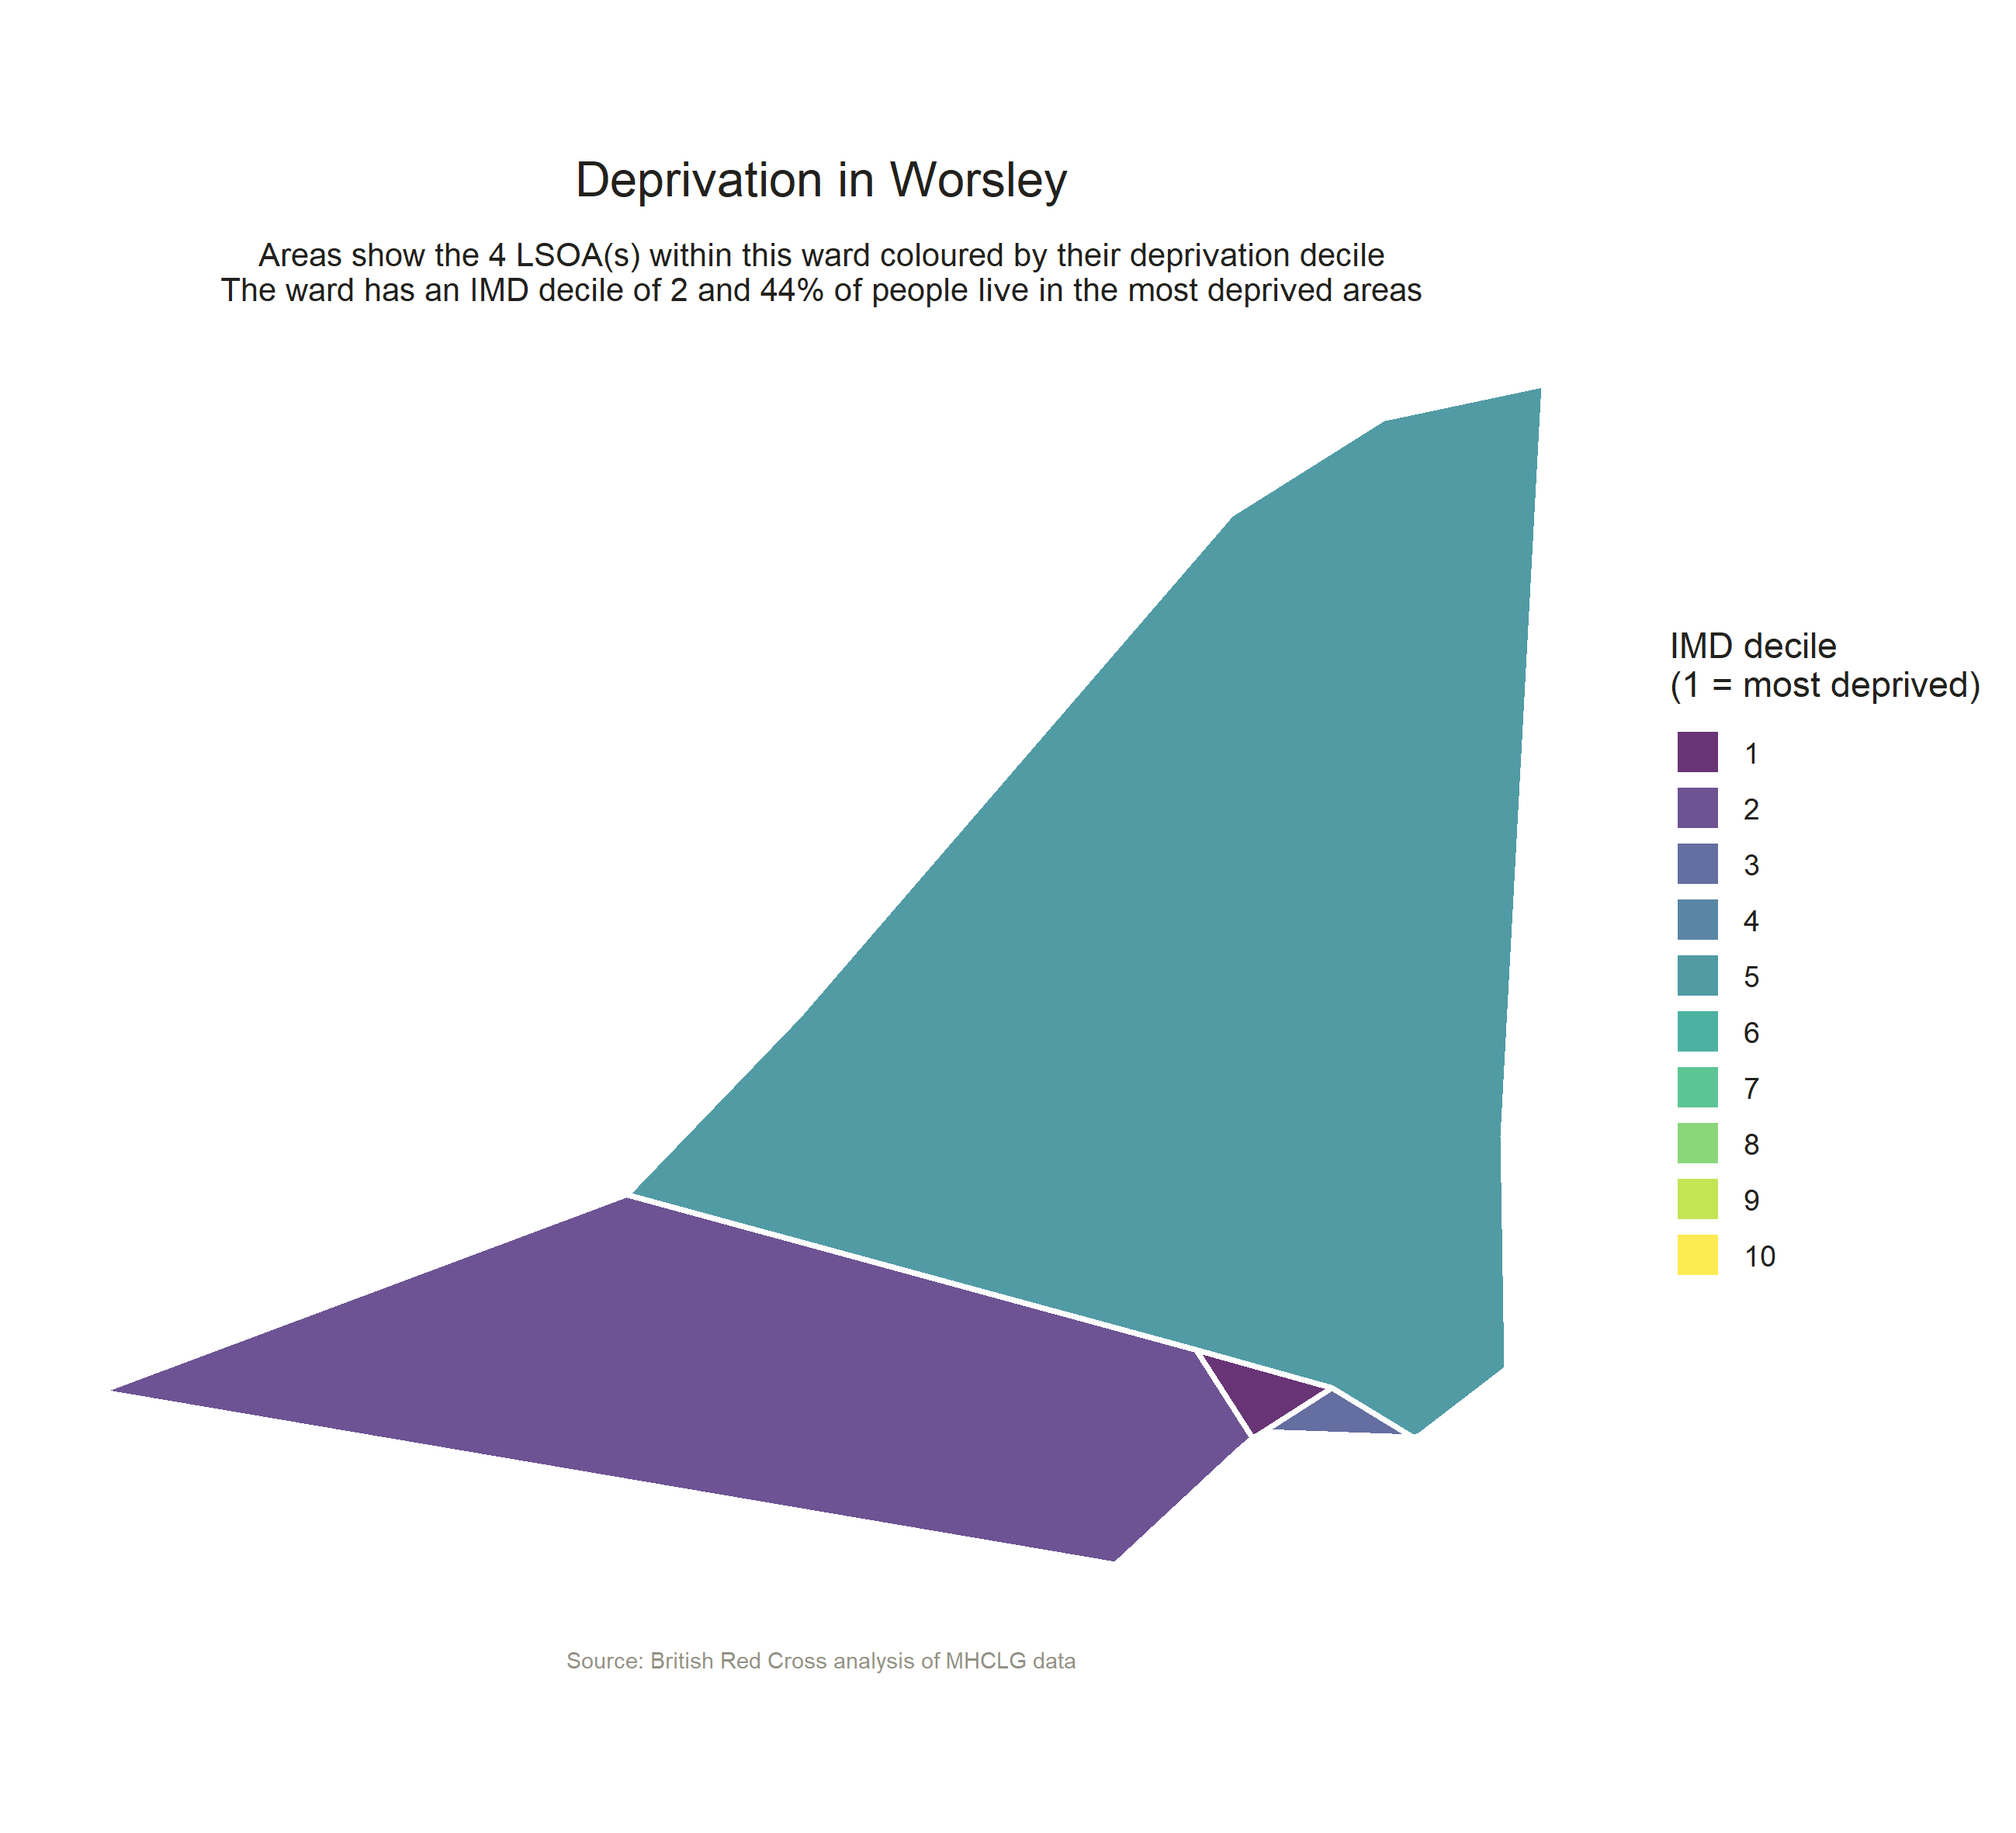 Deprivation in Worsley
Areas show the 4 LSOA(s) within this ward coloured by their deprivation decile
The ward has an IMD decile of 2 and 44% of people live in the most deprived areas
IMD decile
(1 = most deprived)
1
2
3
4
5
6
7
8
9
10
Source: British Red Cross analysis of MHCLG data